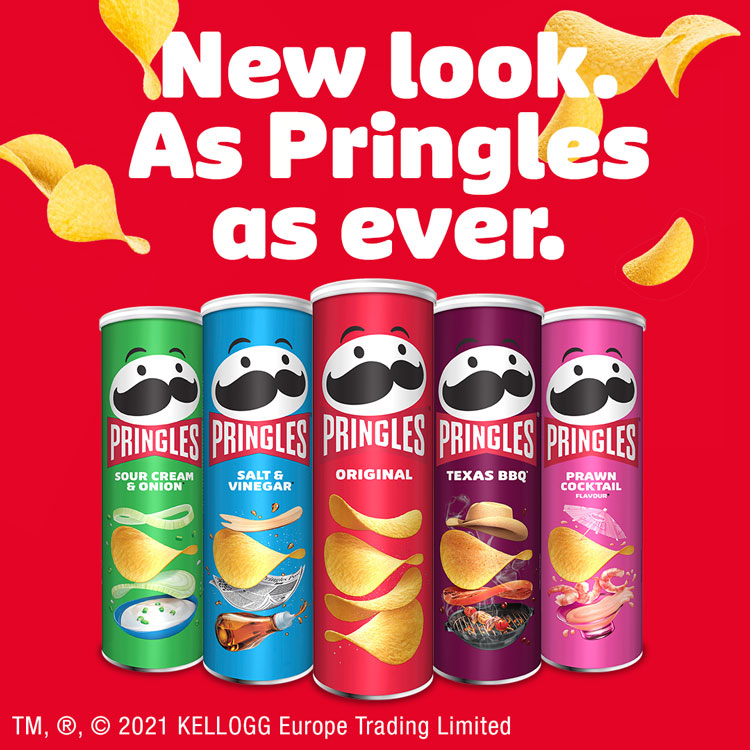 New look.
As Pringles
as ever.
PRINGLES
SOUR CREAM
& ONION
PRINGLES
SALT &
VINEGAR
PRINGLES
ORIGINAL
PRINGLES
TEXAS BBQ
PRINGLES
PRAWN
COCKTAIL
FLAVOUR
TM, ®, © 2021 KELLOGG Europe Trading Limited